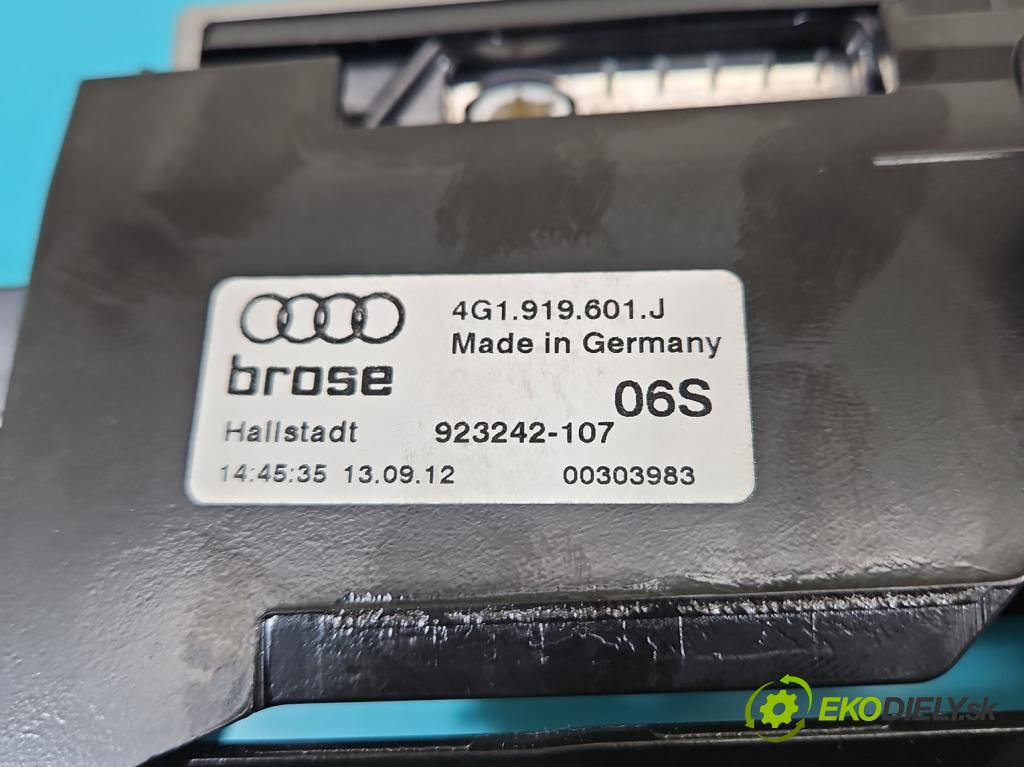 4G1.919.601.J
Made in Germany
brose
06S
Hallstadt 923242-107
14:45:35 13.09.12 00303983
EKODIELY.sk